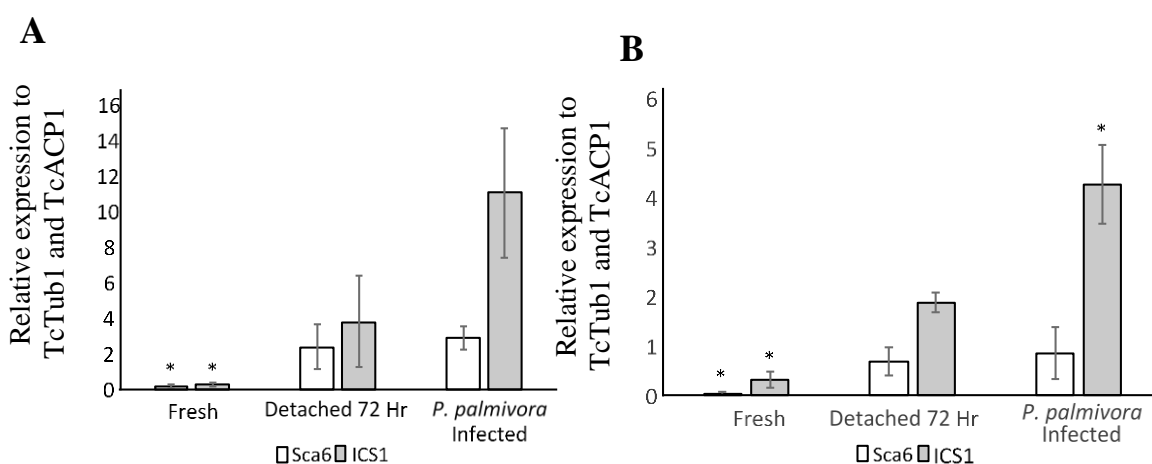 A
Relative expression to
TcTub1 and TcACP1
16
14
12
10
8
6
4
2
0
* *
Fresh
Detached 72 Hr
P. palmivora
Infected
Sca6 ICS1
B
Relative expression to
TcTub1 and TcACP1
6
5
4
3
2
1
0
*
*
*
Fresh
Detached 72 Hr
P. palmivora
Infected
Sca6 ICS1